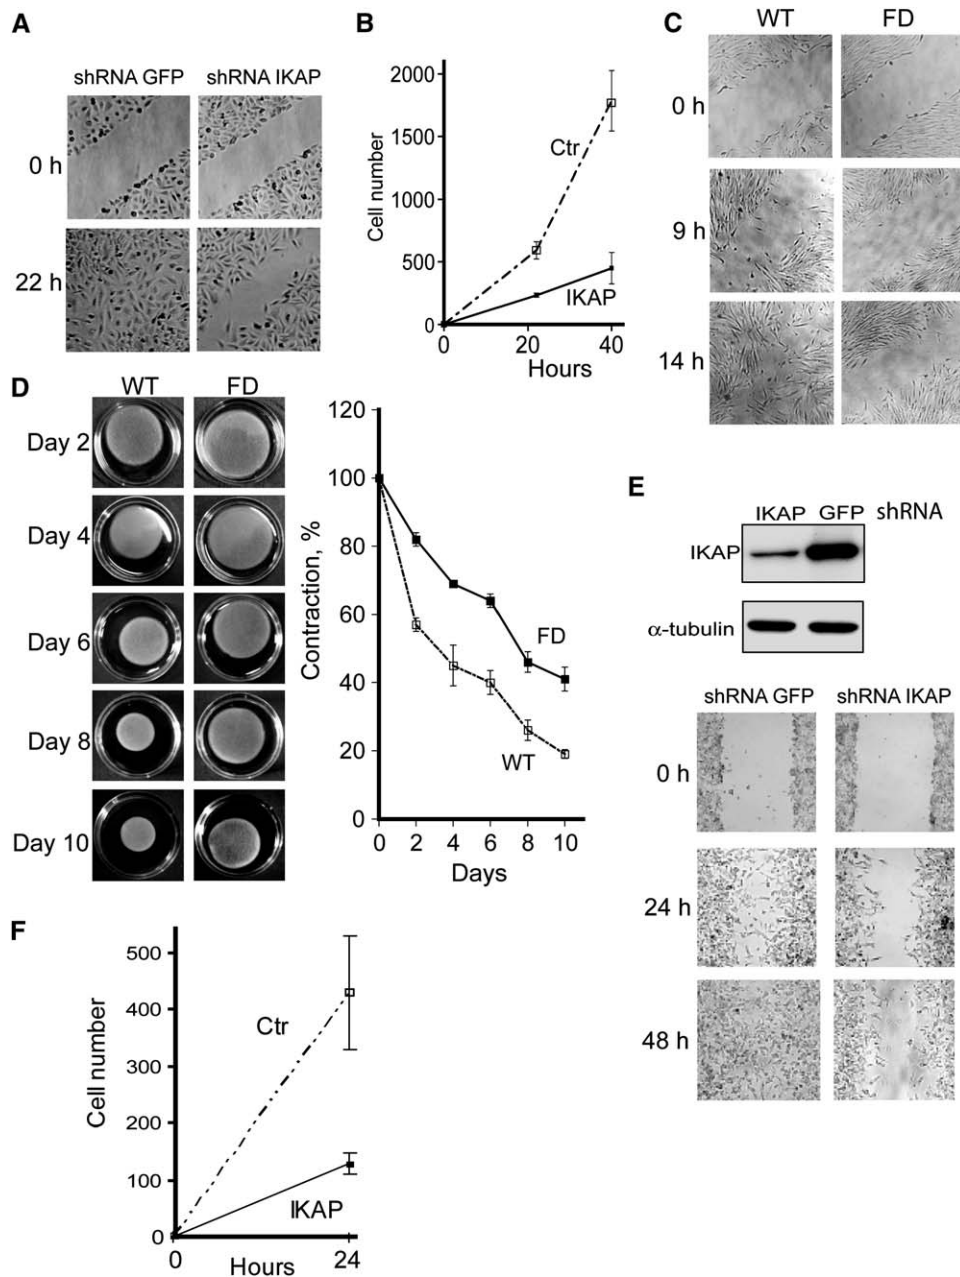 A
shRNA GFP shRNA IKAP
0 h
22 h
B
2000
1500
1000
500
0
Cell number
Ctr
IKAP
0 20 40
Hours
C
WT FD
0 h
9 h
14 h
D
WT FD
Day 2
Day 4
Day 6
Day 8
Day 10
120
100
80
60
40
20
0
Contraction, %
FD
WT
0 2 4 6 8 10
Days
E
IKAP GFP shRNA
IKAP
α-tubulin
shRNA GFP shRNA IKAP
0 h
24 h
48 h
F
500
400
300
200
100
0
Cell number
Ctr
IKAP
0 24
Hours